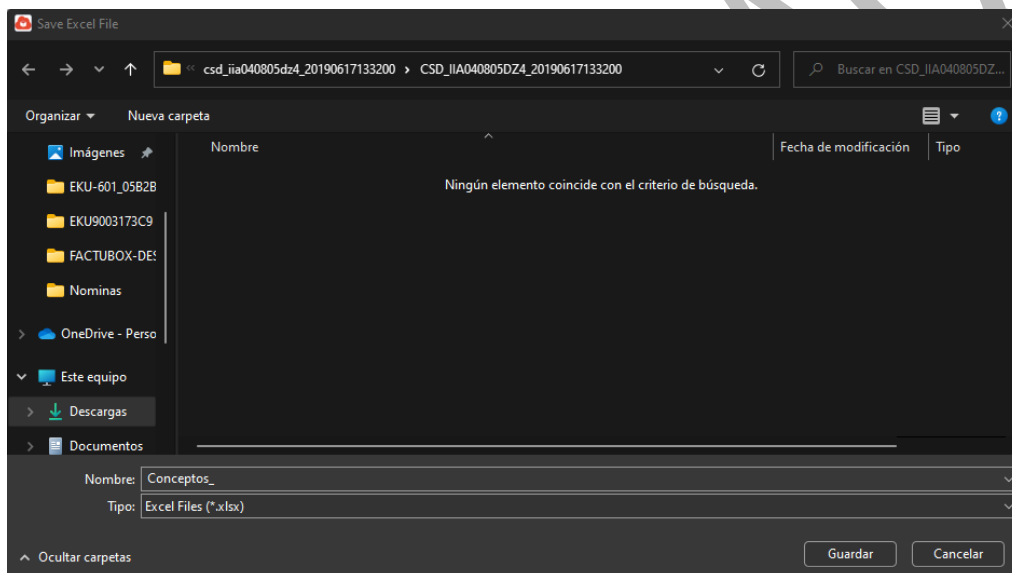 Save Excel File
« csd_iia040805dz4_20190617133200 › CSD_IIA040805DZ4_20190617133200
Buscar en CSD_IIA040805DZ...
Organizar Nueva carpeta
Nombre Fecha de modificación Tipo
Ningún elemento coincide con el criterio de búsqueda.
Imágenes
EKU-601_05B2B
EKU9003173C9
FACTUBOX-DES
Nominas
OneDrive - Perso
Este equipo
Descargas
Documentos
Nombre: Conceptos_
Tipo: Excel Files (*.xlsx)
Ocultar carpetas Guardar Cancelar